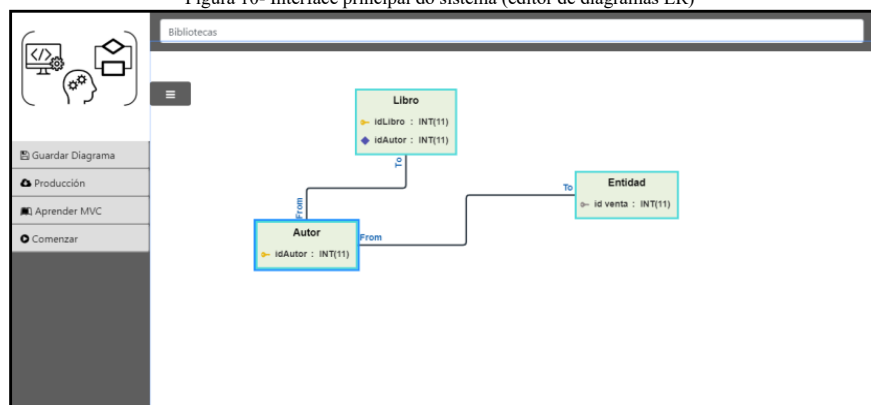 Figura 10- Interface principal do sistema (editor de diagramas ER)
</>
Bibliotecas
Guardar Diagrama
Producción
Aprender MVC
Comenzar
Libro
idLibro : INT(11)
idAutor : INT(11)
To
From
Autor
idAutor : INT(11)
From
To
Entidad
id venta : INT(11)